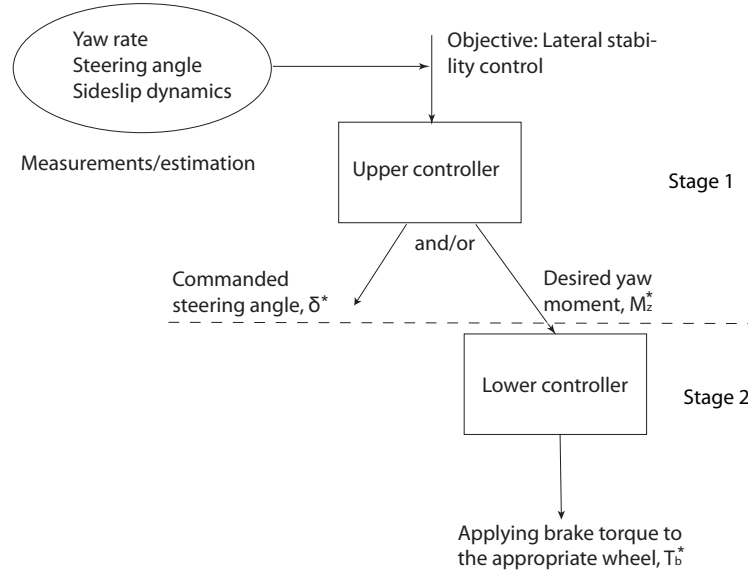 Yaw rate
Steering angle
Sideslip dynamics
Objective: Lateral stabi-
lity control
Measurements/estimation
Upper controller
Stage 1
and/or
Commanded
steering angle, δ*
Desired yaw
moment, M*z
Lower controller
Stage 2
Applying brake torque to
the appropriate wheel, T*b